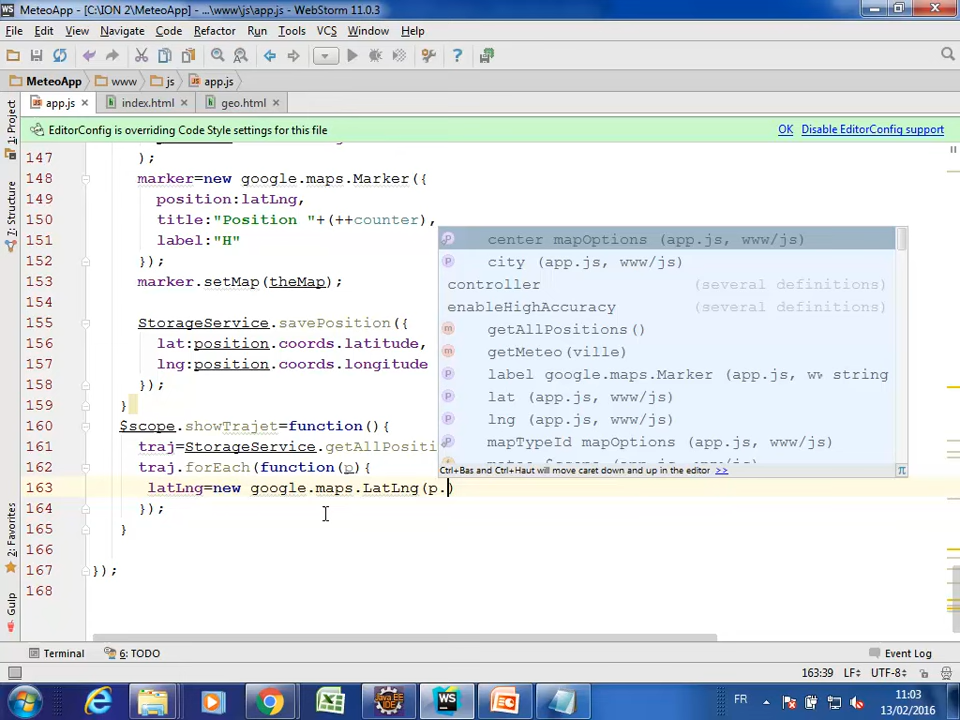 MeteoApp - [C:\ION 2\MeteoApp] - ...\www\js\app.js - WebStorm 11.0.3
File Edit View Navigate Code Refactor Run Tools VCS Window Help
MeteoApp www js app.js
app.js index.html geo.html
EditorConfig is overriding Code Style settings for this file OK Disable EditorConfig support
147 );
148 marker=new google.maps.Marker({
149 position:latLng,
150 title:"Position "+(++counter),
151 label:"H"
152 });
153 marker.setMap(theMap);
154
155 StorageService.savePosition({
156 lat:position.coords.latitude,
157 lng:position.coords.longitude
158 });
159 }
160 $scope.showTrajet=function(){
161 traj=StorageService.getAllPositi
162 traj.forEach(function(p){
163 latLng=new google.maps.LatLng(p.)
164 });
165 }
166
167 });
168
center mapOptions (app.js, www/js)
city (app.js, www/js)
controller (several definitions)
enableHighAccuracy (several definitions)
getAllPositions()
getMeteo(ville)
label google.maps.Marker (app.js, ww string
lat (app.js, www/js)
lng (app.js, www/js)
mapTypeId mapOptions (app.js, www/js)
Ctrl+Bas and Ctrl+Haut will move caret down and up in the editor >> π
1: Project
7: Structure
2: Favorites
Gulp
Terminal 6: TODO Event Log
163:39 LF UTF-8
FR 11:03
13/02/2016